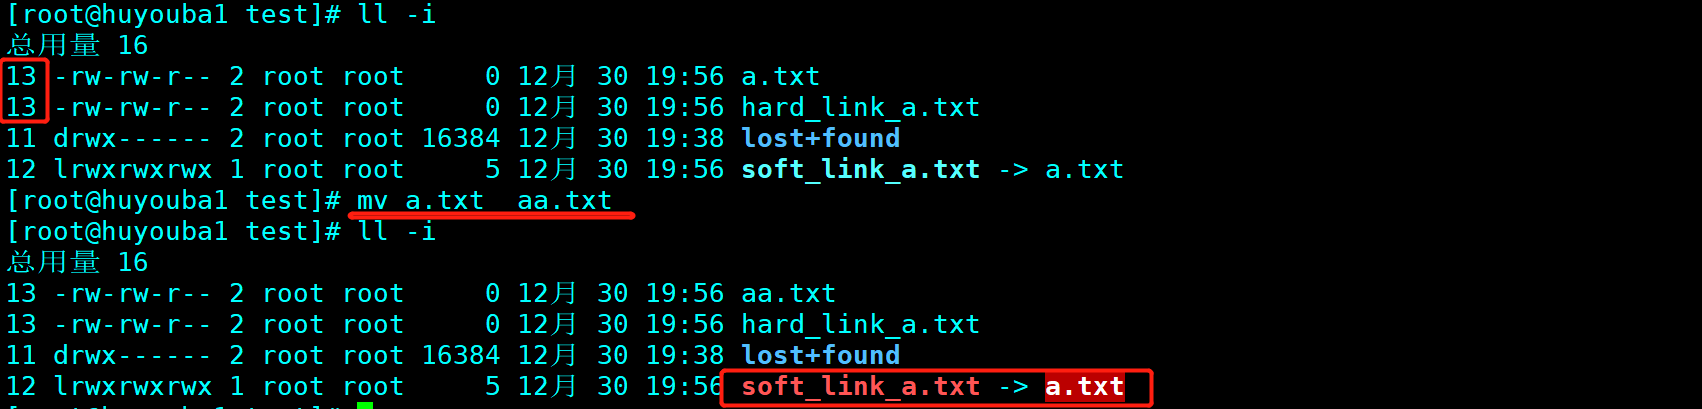 [root@huyouba1 test]# ll -i
总用量 16
13 -rw-rw-r-- 2 root root     0 12月 30 19:56 a.txt
13 -rw-rw-r-- 2 root root     0 12月 30 19:56 hard_link_a.txt
11 drwx------ 2 root root 16384 12月 30 19:38 lost+found
12 lrwxrwxrwx 1 root root     5 12月 30 19:56 soft_link_a.txt -> a.txt
[root@huyouba1 test]# mv a.txt  aa.txt
[root@huyouba1 test]# ll -i
总用量 16
13 -rw-rw-r-- 2 root root     0 12月 30 19:56 aa.txt
13 -rw-rw-r-- 2 root root     0 12月 30 19:56 hard_link_a.txt
11 drwx------ 2 root root 16384 12月 30 19:38 lost+found
12 lrwxrwxrwx 1 root root     5 12月 30 19:56 soft_link_a.txt -> a.txt
[root@huyouba1 test]#